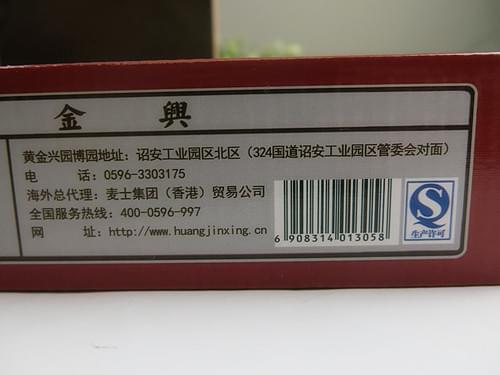 金 興
黄金兴园博园地址：诏安工业园区北区（324国道诏安工业园区管委会对面）
电 话：0596-3303175
海外总代理：麦士集团（香港）贸易公司
全国服务热线：400-0596-997
网 址：http://www.huangjinxing.cn
6 908314 013058
生产许可